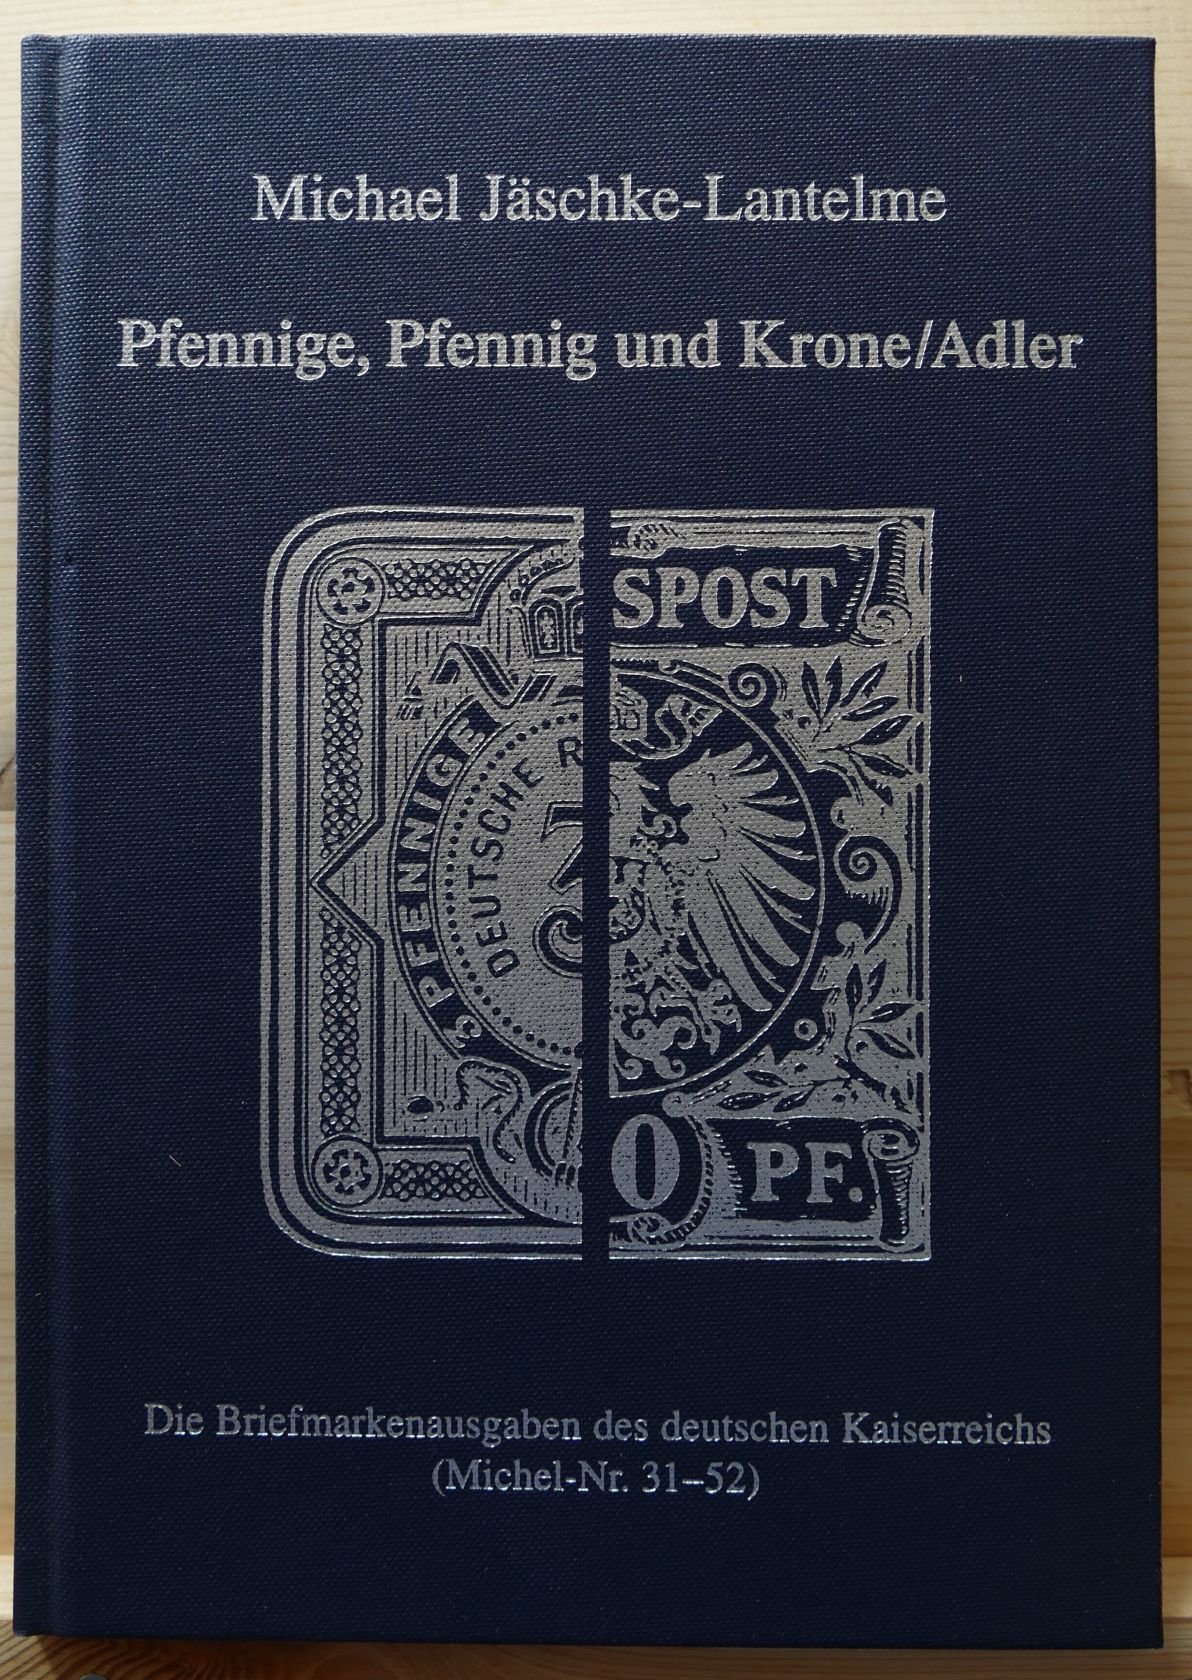 Michael Jäschke-Lantelme
Pfennige, Pfennig und Krone/Adler
SPOST
PFENNIGE
DEUTSCHE R
3
0 PF.
Die Briefmarkenausgaben des deutschen Kaiserreichs
(Michel-Nr. 31–52)